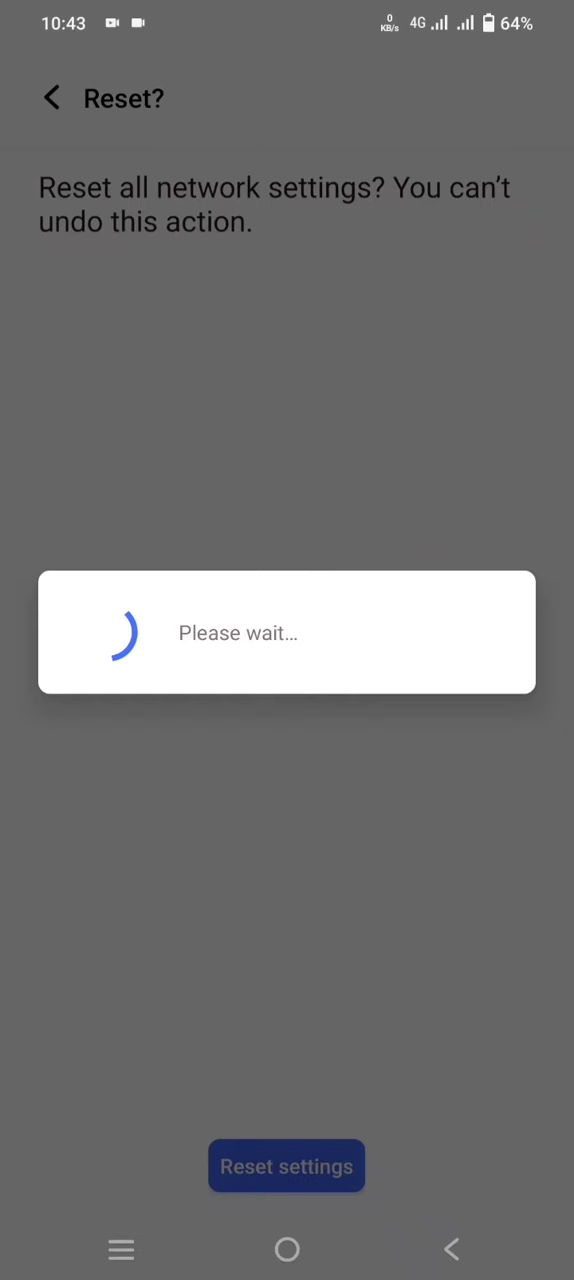 10:43 0 KB/s 4G 64%
Reset?
Reset all network settings? You can’t
undo this action.
Please wait…
Reset settings